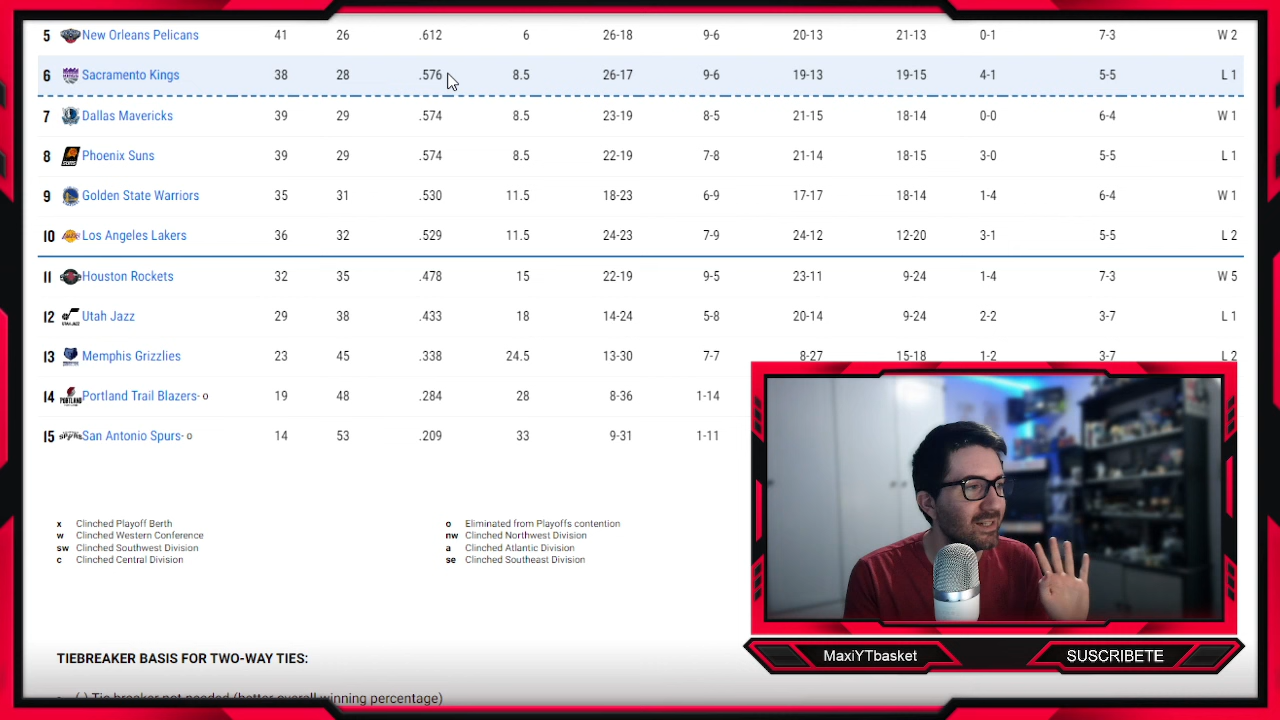 5 New Orleans Pelicans 41 26 .612 6 26-18 9-6 20-13 21-13 0-1 7-3 W 2
6 Sacramento Kings 38 28 .576 8.5 26-17 9-6 19-13 19-15 4-1 5-5 L 1
7 Dallas Mavericks 39 29 .574 8.5 23-19 8-5 21-15 18-14 0-0 6-4 W 1
8 Phoenix Suns 39 29 .574 8.5 22-19 7-8 21-14 18-15 3-0 5-5 L 1
9 Golden State Warriors 35 31 .530 11.5 18-23 6-9 17-17 18-14 1-4 6-4 W 1
10 Los Angeles Lakers 36 32 .529 11.5 24-23 7-9 24-12 12-20 3-1 5-5 L 2
11 Houston Rockets 32 35 .478 15 22-19 9-5 23-11 9-24 1-4 7-3 W 5
12 Utah Jazz 29 38 .433 18 14-24 5-8 20-14 9-24 2-2 3-7 L 1
13 Memphis Grizzlies 23 45 .338 24.5 13-30 7-7 8-27 15-18 1-2 3-7 L 2
14 Portland Trail Blazers- o 19 48 .284 28 8-36 1-14
15 San Antonio Spurs- o 14 53 .209 33 9-31 1-11
x Clinched Playoff Berth
w Clinched Western Conference
sw Clinched Southwest Division
c Clinched Central Division
o Eliminated from Playoffs contention
nw Clinched Northwest Division
a Clinched Atlantic Division
se Clinched Southeast Division
TIEBREAKER BASIS FOR TWO-WAY TIES:
(-) Tie breaker not needed (better overall winning percentage)
MaxiYTbasket
SUSCRIBETE